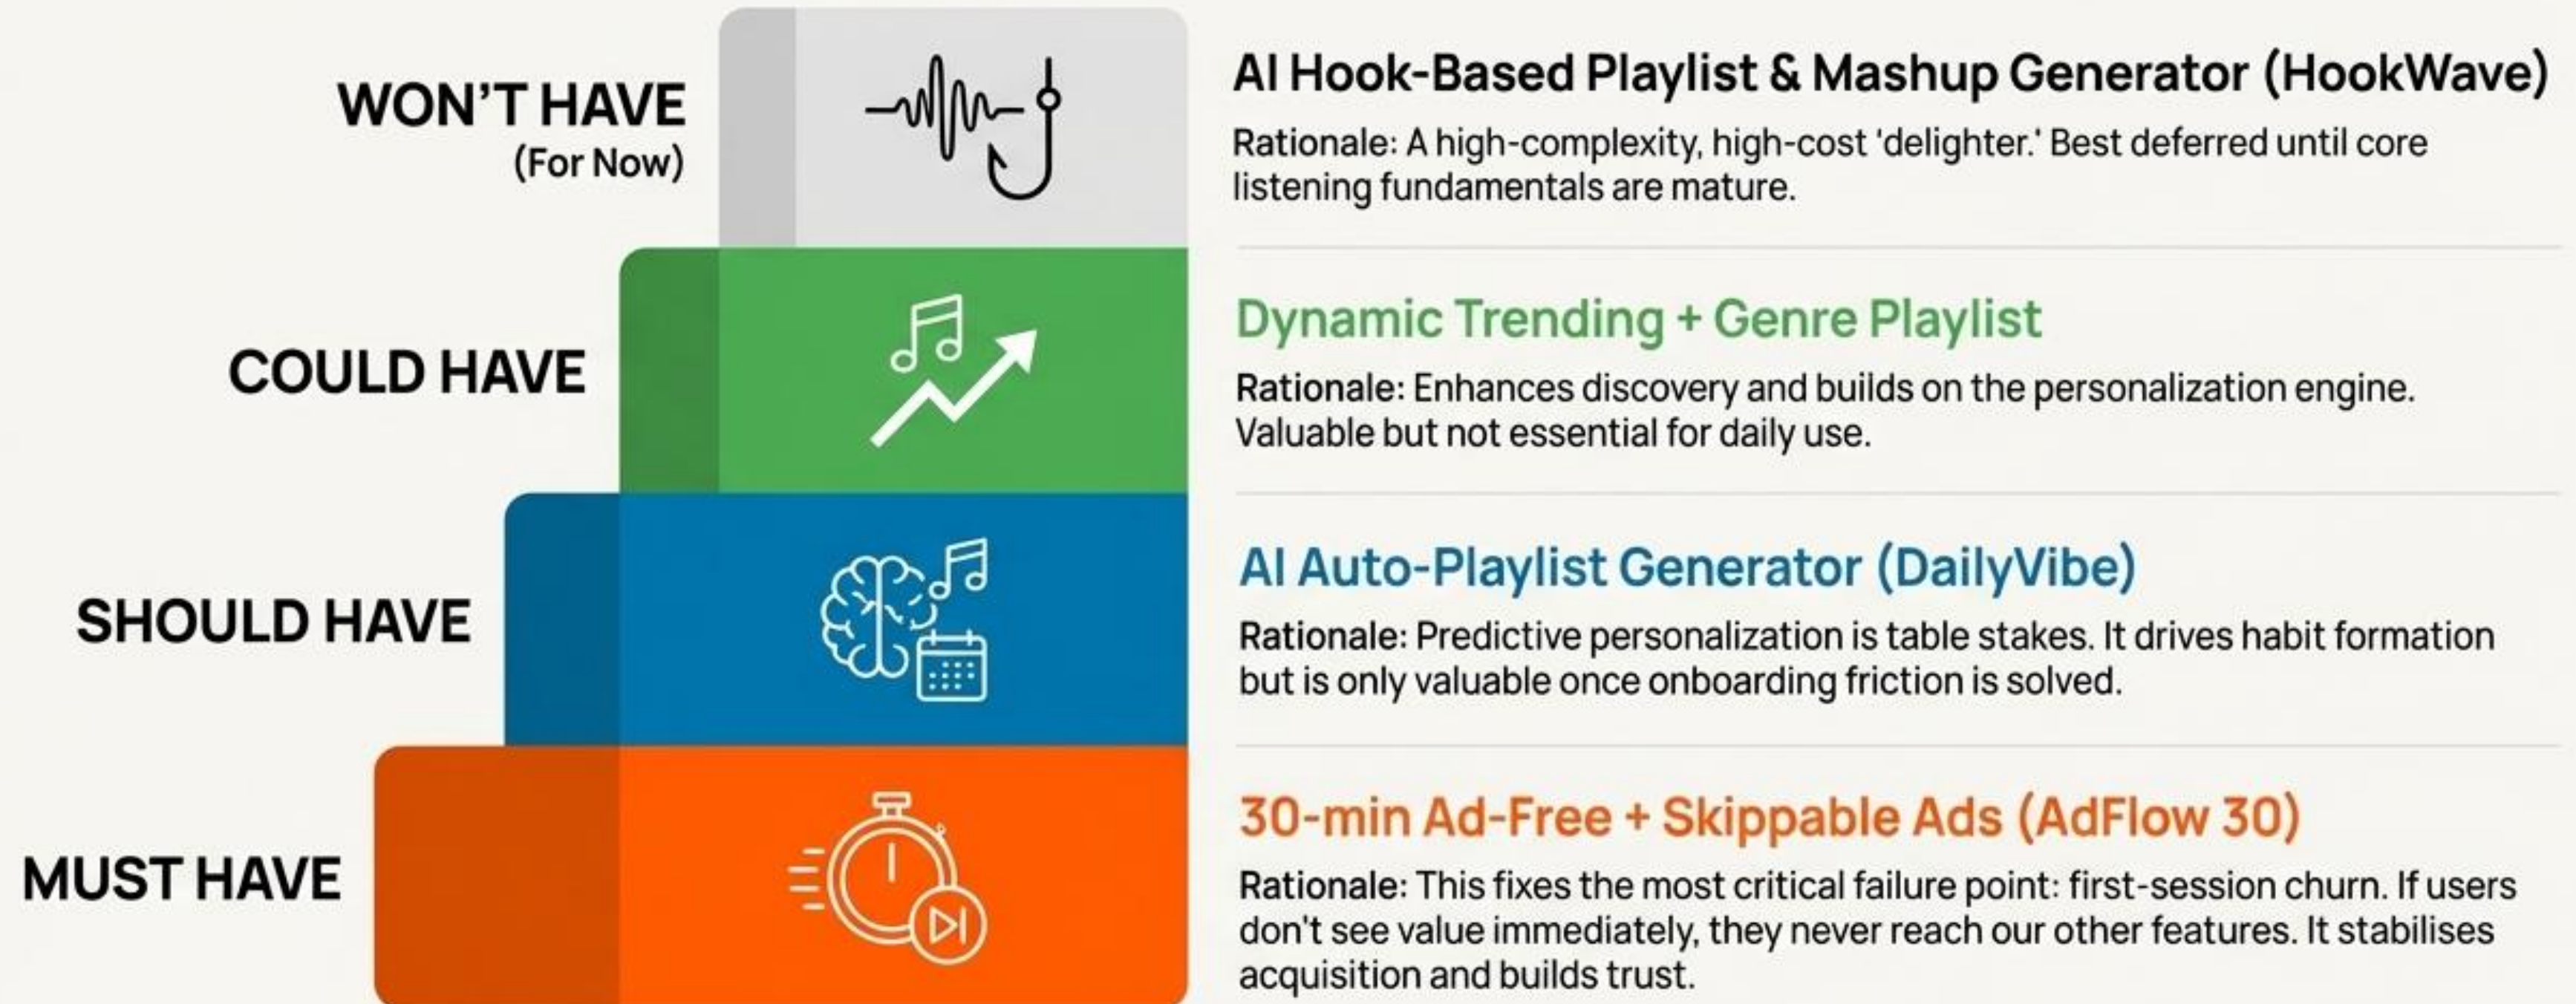 WON'T HAVE
(For Now)
AI Hook-Based Playlist & Mashup Generator (HookWave)
Rationale: A high-complexity, high-cost 'delighter.' Best deferred until core
listening fundamentals are mature.
COULD HAVE
Dynamic Trending + Genre Playlist
Rationale: Enhances discovery and builds on the personalization engine.
Valuable but not essential for daily use.
SHOULD HAVE
AI Auto-Playlist Generator (DailyVibe)
Rationale: Predictive personalization is table stakes. It drives habit formation
but is only valuable once onboarding friction is solved.
MUST HAVE
30-min Ad-Free + Skippable Ads (AdFlow 30)
Rationale: This fixes the most critical failure point: first-session churn. If users
don't see value immediately, they never reach our other features. It stabilises
acquisition and builds trust.